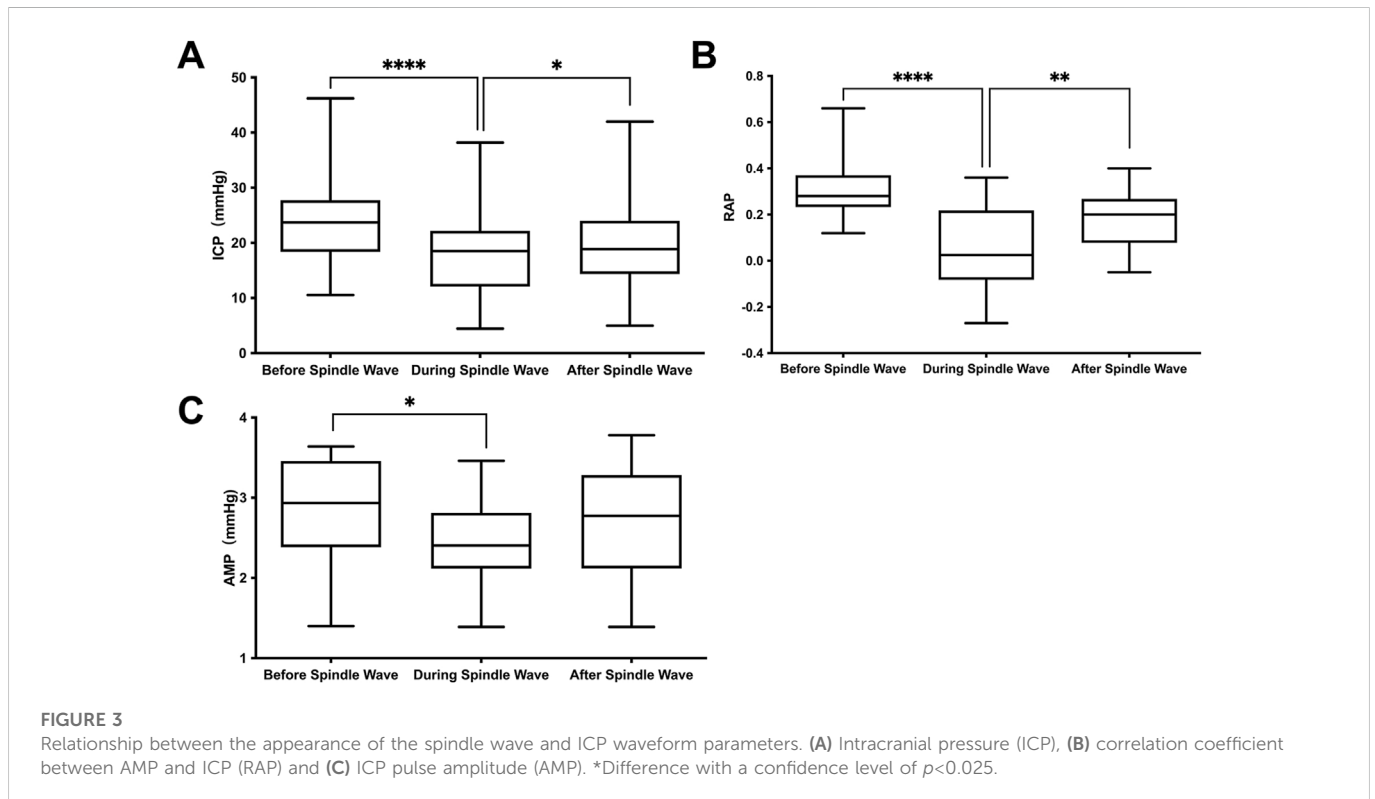 A
**** *
50
40
30
20
10
0
ICP (mmHg)
Before Spindle Wave During Spindle Wave After Spindle Wave
B
**** **
0.8
0.6
0.4
0.2
0.0
-0.2
-0.4
RAP
Before Spindle Wave During Spindle Wave After Spindle Wave
C
*
4
3
2
1
AMP (mmHg)
Before Spindle Wave During Spindle Wave After Spindle Wave
FIGURE 3
Relationship between the appearance of the spindle wave and ICP waveform parameters. (A) Intracranial pressure (ICP), (B) correlation coefficient
between AMP and ICP (RAP) and (C) ICP pulse amplitude (AMP). *Difference with a confidence level of p<0.025.